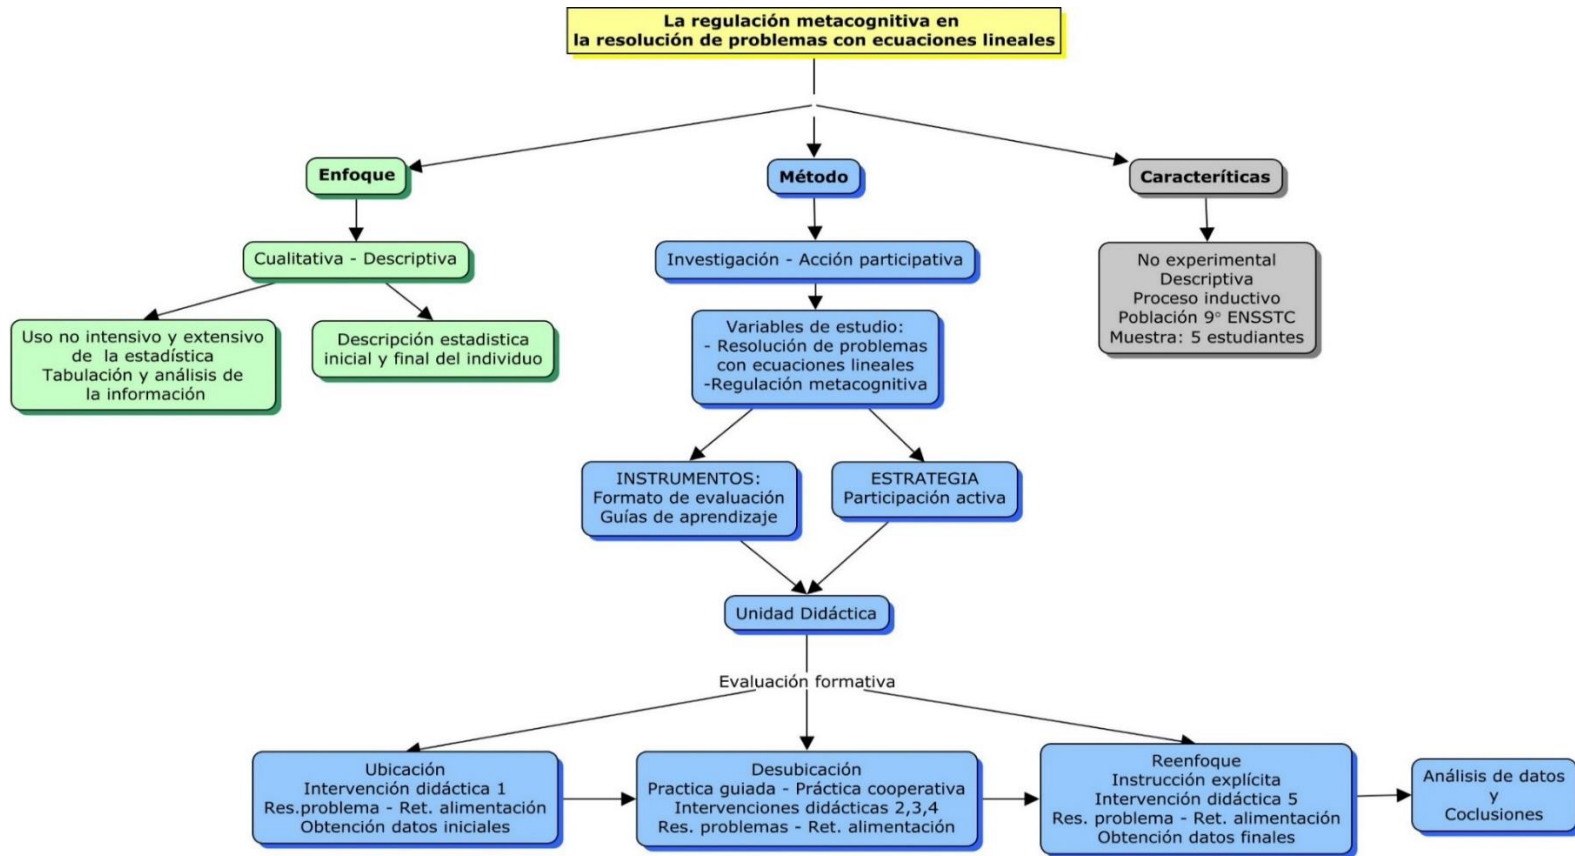 La regulación metacognitiva en
la resolución de problemas con ecuaciones lineales
Enfoque
Método
Caracteríticas
Cualitativa - Descriptiva
Investigación - Acción participativa
No experimental
Descriptiva
Proceso inductivo
Población 9° ENSSTC
Muestra: 5 estudiantes
Uso no intensivo y extensivo
de la estadística
Tabulación y análisis de
la información
Descripción estadistica
inicial y final del individuo
Variables de estudio:
- Resolución de problemas
con ecuaciones lineales
-Regulación metacognitiva
INSTRUMENTOS:
Formato de evaluación
Guías de aprendizaje
ESTRATEGIA
Participación activa
Unidad Didáctica
Evaluación formativa
Ubicación
Intervención didáctica 1
Res.problema - Ret. alimentación
Obtención datos iniciales
Desubicación
Practica guiada - Práctica cooperativa
Intervenciones didácticas 2,3,4
Res. problemas - Ret. alimentación
Reenfoque
Instrucción explícita
Intervención didáctica 5
Res. problema - Ret. alimentación
Obtención datos finales
Análisis de datos
y
Coclusiones